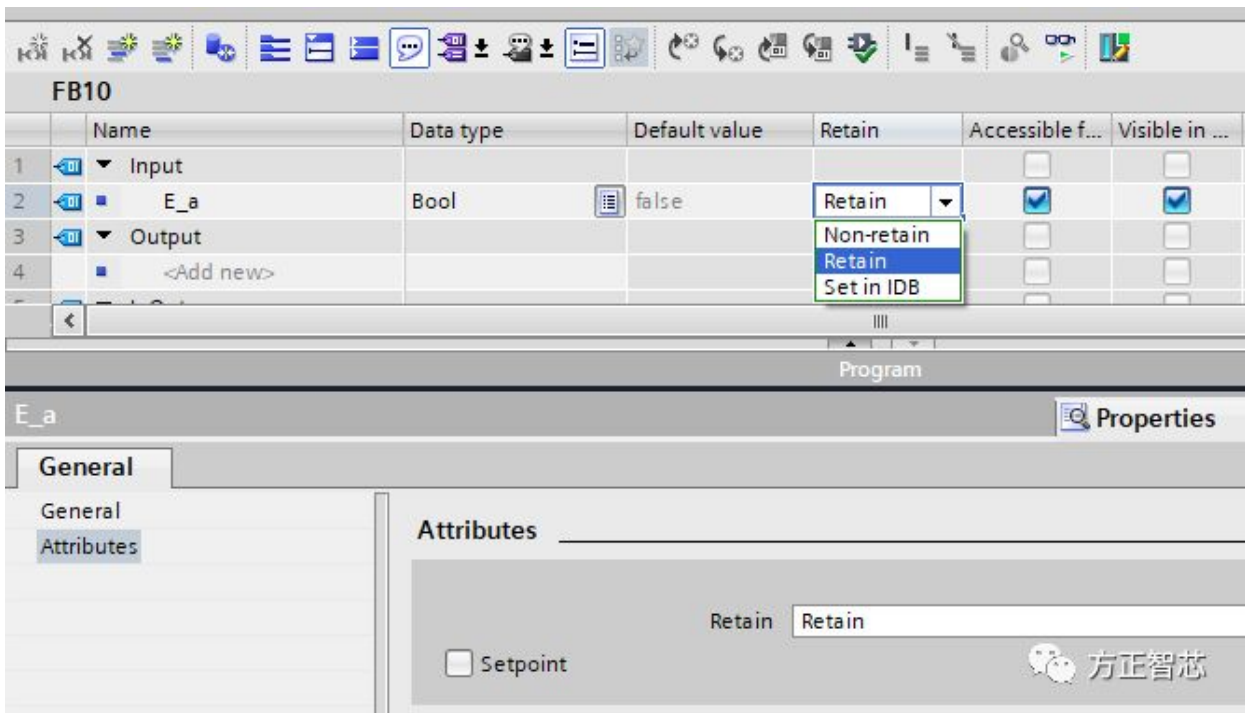 FB10
Name Data type Default value Retain Accessible f... Visible in ...
1 Input
2 E_a Bool false Retain
3 Output Non-retain
4 <Add new> Retain
Set in IDB
Program
E_a Properties
General
General
Attributes
Attributes
Retain Retain
Setpoint
方正智芯